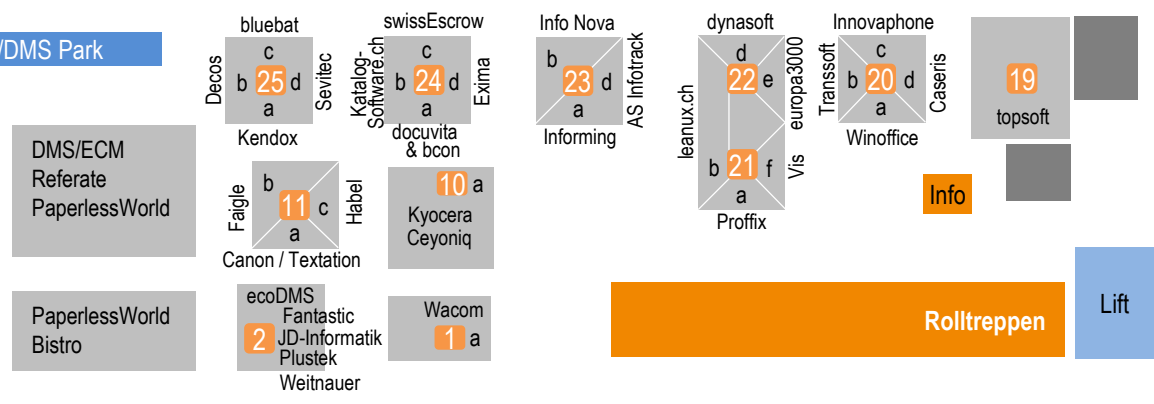 /DMS Park
bluebat
c
Decos
b 25 d
Sevitec
a
Kendox
swissEscrow
c
Katalog-
Software.ch
b 24 d
Exima
a
docuvita
& bcon
Info Nova
b
23 d
AS Infotrack
a
Informing
dynasoft
d
22 e
europa3000
leanux.ch
b 21 f
Vis
a
Proffix
Innovaphone
c
Transsoft
b 20 d
Caseris
a
Winoffice
19
topsoft
DMS/ECM
Referate
PaperlessWorld
b
Faigle
11 c
Habel
a
Canon / Textation
10 a
Kyocera
Ceyoniq
Info
PaperlessWorld
Bistro
ecoDMS
Fantastic
2 JD-Informatik
Plustek
Weitnauer
Wacom
1 a
Rolltreppen
Lift